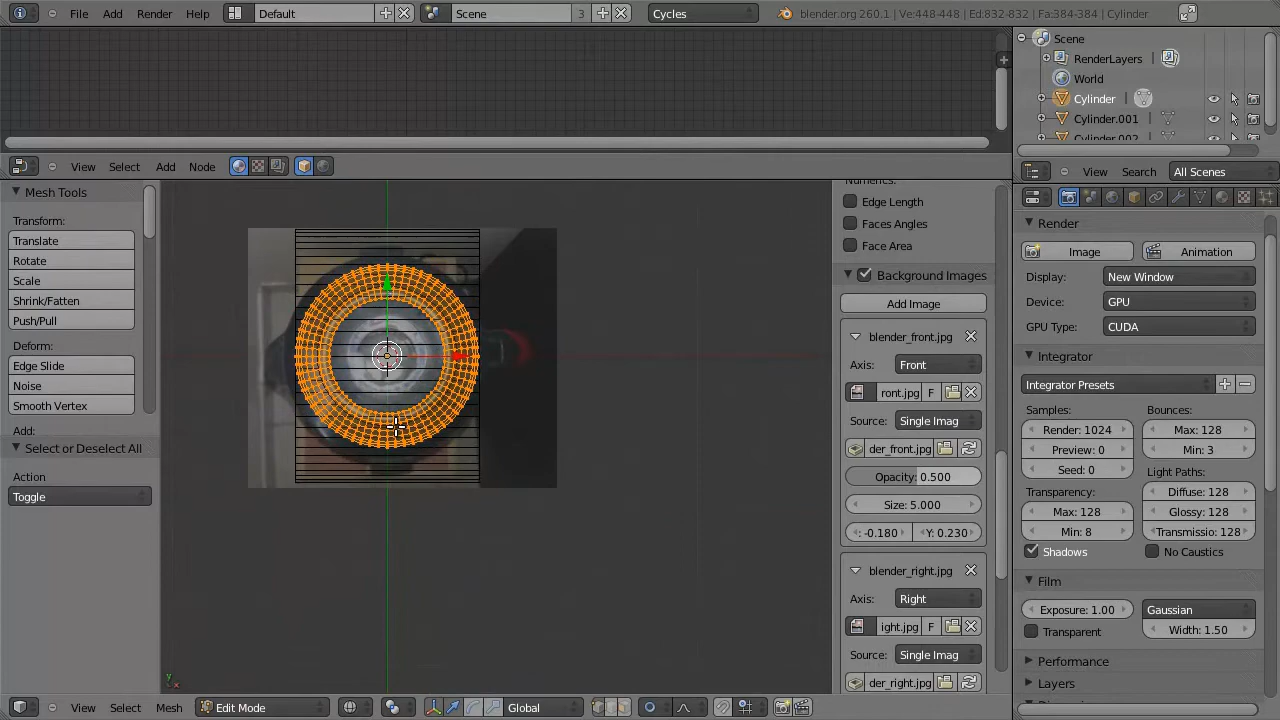 File Add Render Help Default Scene 3 Cycles blender.org 260.1 | Ve:448-448 | Ed:832-832 | Fa:384-384 | Cylinder
Scene
RenderLayers
World
Cylinder
Cylinder.001
Cylinder.002
View Select Add Node
View Search All Scenes
Mesh Tools
Transform:
Translate
Rotate
Scale
Shrink/Fatten
Push/Pull
Deform:
Edge Slide
Noise
Smooth Vertex
Add:
Select or Deselect All
Action
Toggle
Numerics:
Edge Length
Faces Angles
Face Area
Background Images
Add Image
blender_front.jpg
Axis: Front
ront.jpg F
Source: Single Imag
der_front.jpg
Opacity: 0.500
Size: 5.000
: -0.180 Y: 0.230
blender_right.jpg
Axis: Right
ight.jpg F
Source: Single Imag
der_right.jpg
Render
Image Animation
Display: New Window
Device: GPU
GPU Type: CUDA
Integrator
Integrator Presets
Samples: Bounces:
Render: 1024 Max: 128
Preview: 0 Min: 3
Seed: 0 Light Paths:
Transparency: Diffuse: 128
Max: 128 Glossy: 128
Min: 8 Transmissio: 128
Shadows No Caustics
Film
Exposure: 1.00 Gaussian
Transparent Width: 1.50
Performance
Layers
y
x
View Select Mesh Edit Mode Global